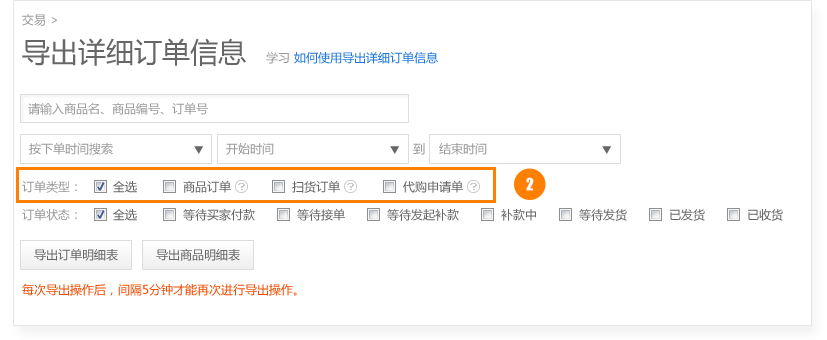 交易 >
导出详细订单信息 学习 如何使用导出详细订单信息
请输入商品名、商品编号、订单号
按下单时间搜索 开始时间 到 结束时间
订单类型： 全选 商品订单 ? 扫货订单 ? 代购申请单 ? 2
订单状态： 全选 等待买家付款 等待接单 等待发起补款 补款中 等待发货 已发货 已收货
导出订单明细表 导出商品明细表
每次导出操作后，间隔5分钟才能再次进行导出操作。